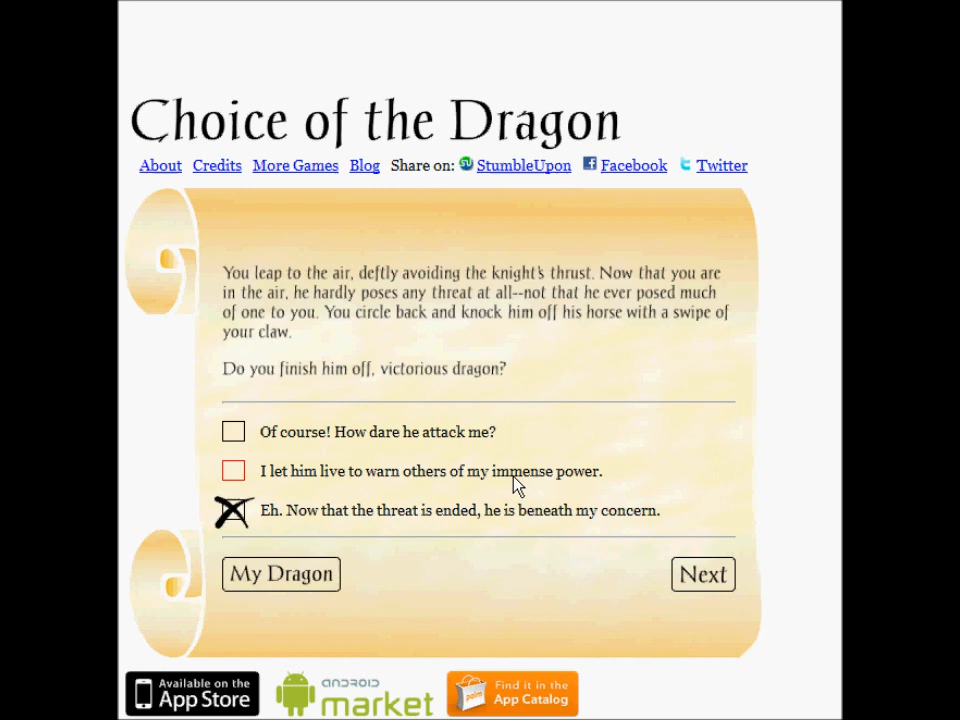 Choice of the Dragon
About Credits More Games Blog Share on: StumbleUpon Facebook Twitter
You leap to the air, deftly avoiding the knight's thrust. Now that you are
in the air, he hardly poses any threat at all--not that he ever posed much
of one to you. You circle back and knock him off his horse with a swipe of
your claw.
Do you finish him off, victorious dragon?
Of course! How dare he attack me?
I let him live to warn others of my immense power.
Eh. Now that the threat is ended, he is beneath my concern.
My Dragon Next
Available on the
App Store
android
market
palm
Find it in the
App Catalog